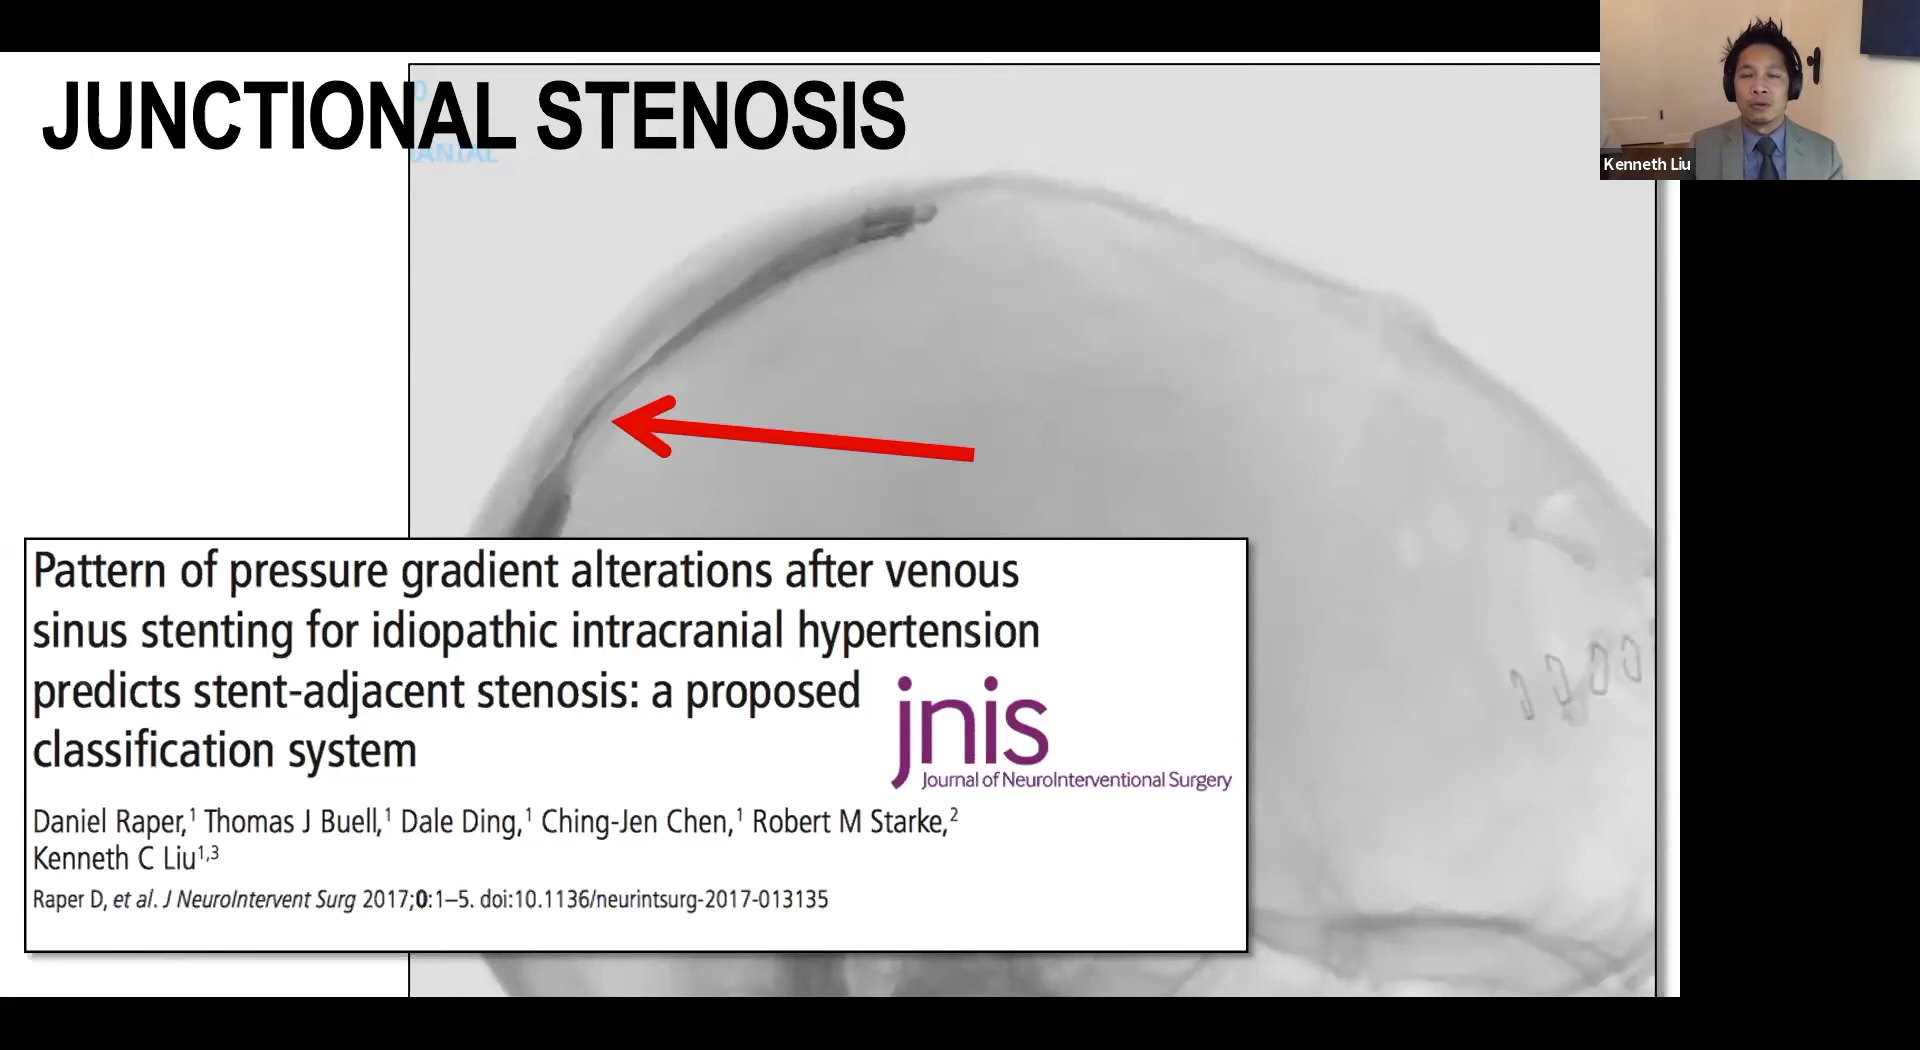 JUNCTIONAL STENOSIS
Kenneth Liu
Pattern of pressure gradient alterations after venous
sinus stenting for idiopathic intracranial hypertension
predicts stent-adjacent stenosis: a proposed
classification system
jnis
Journal of NeuroInterventional Surgery
Daniel Raper,¹ Thomas J Buell,¹ Dale Ding,¹ Ching-Jen Chen,¹ Robert M Starke,²
Kenneth C Liu¹,³
Raper D, et al. J NeuroIntervent Surg 2017;0:1–5. doi:10.1136/neurintsurg-2017-013135